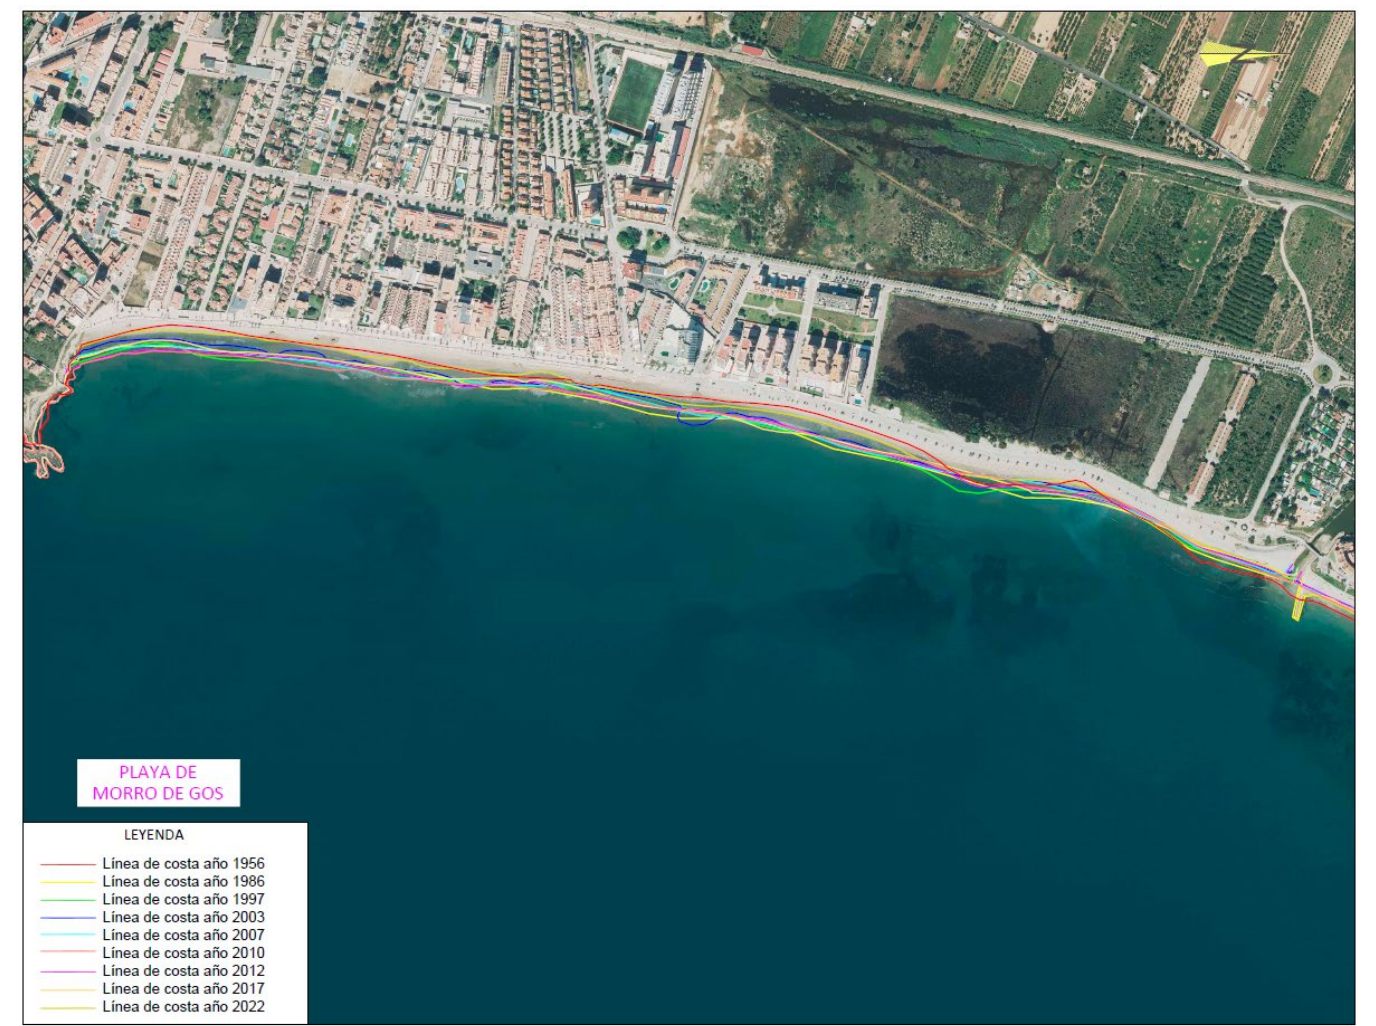 PLAYA DE
MORRO DE GOS
LEYENDA
Línea de costa año 1956
Línea de costa año 1986
Línea de costa año 1997
Línea de costa año 2003
Línea de costa año 2007
Línea de costa año 2010
Línea de costa año 2012
Línea de costa año 2017
Línea de costa año 2022